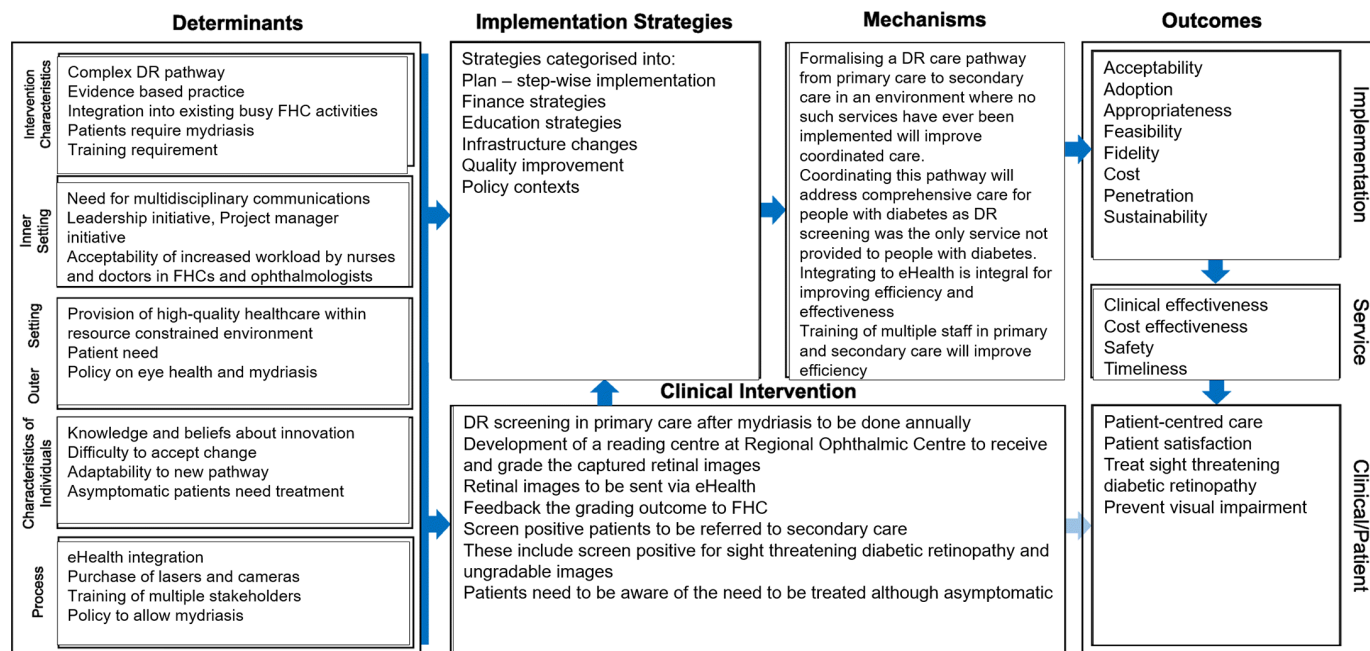 Determinants
Intervention
Characteristics
Complex DR pathway
Evidence based practice
Integration into existing busy FHC activities
Patients require mydriasis
Training requirement
Inner
Setting
Need for multidisciplinary communications
Leadership initiative, Project manager
initiative
Acceptability of increased workload by nurses
and doctors in FHCs and ophthalmologists
Outer Setting
Provision of high-quality healthcare within
resource constrained environment
Patient need
Policy on eye health and mydriasis
Characteristics of
Individuals
Knowledge and beliefs about innovation
Difficulty to accept change
Adaptability to new pathway
Asymptomatic patients need treatment
Process
eHealth integration
Purchase of lasers and cameras
Training of multiple stakeholders
Policy to allow mydriasis
Implementation Strategies
Strategies categorised into:
Plan – step-wise implementation
Finance strategies
Education strategies
Infrastructure changes
Quality improvement
Policy contexts
Mechanisms
Formalising a DR care pathway
from primary care to secondary
care in an environment where no
such services have ever been
implemented will improve
coordinated care.
Coordinating this pathway will
address comprehensive care for
people with diabetes as DR
screening was the only service not
provided to people with diabetes.
Integrating to eHealth is integral for
improving efficiency and
effectiveness
Training of multiple staff in primary
and secondary care will improve
efficiency
Clinical Intervention
DR screening in primary care after mydriasis to be done annually
Development of a reading centre at Regional Ophthalmic Centre to receive
and grade the captured retinal images
Retinal images to be sent via eHealth
Feedback the grading outcome to FHC
Screen positive patients to be referred to secondary care
These include screen positive for sight threatening diabetic retinopathy and
ungradable images
Patients need to be aware of the need to be treated although asymptomatic
Outcomes
Acceptability
Adoption
Appropriateness
Feasibility
Fidelity
Cost
Penetration
Sustainability
Implementation
Clinical effectiveness
Cost effectiveness
Safety
Timeliness
Service
Patient-centred care
Patient satisfaction
Treat sight threatening
diabetic retinopathy
Prevent visual impairment
Clinical/Patient